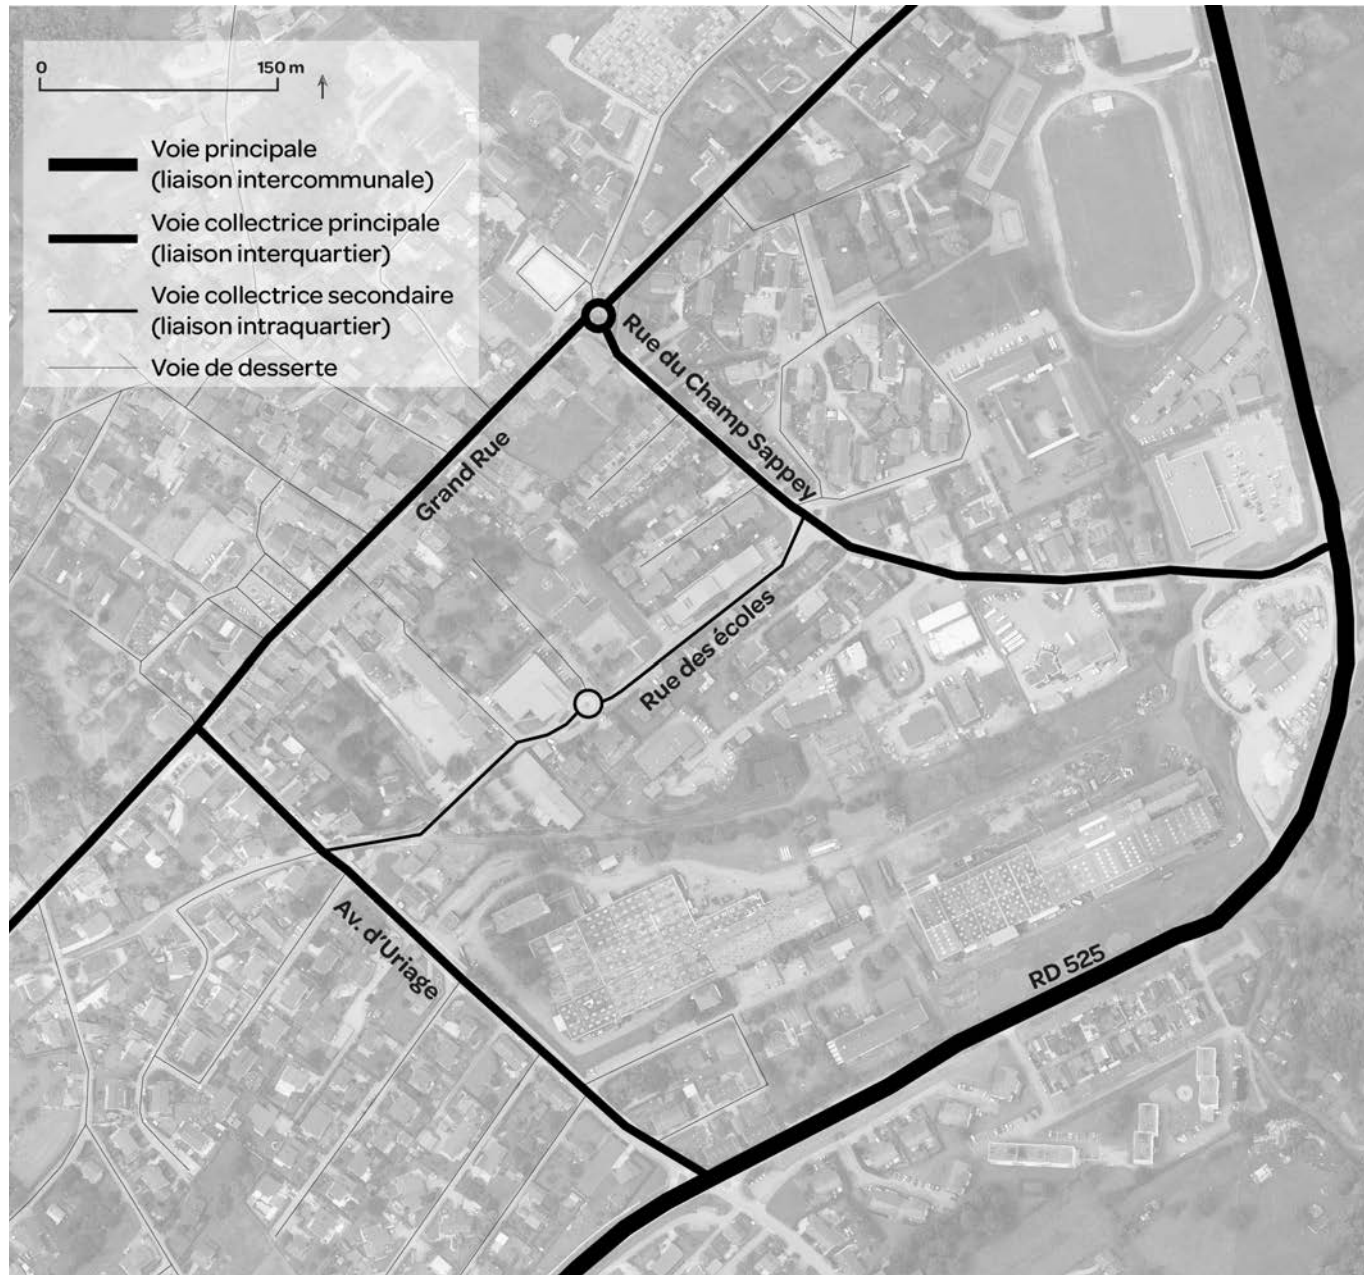 0 150 m
Voie principale
(liaison intercommunale)
Voie collectrice principale
(liaison interquartier)
Voie collectrice secondaire
(liaison intraquartier)
Voie de desserte
Rue du Champ Sappey
Grand Rue
Rue des écoles
Av. d'Uriage
RD 525